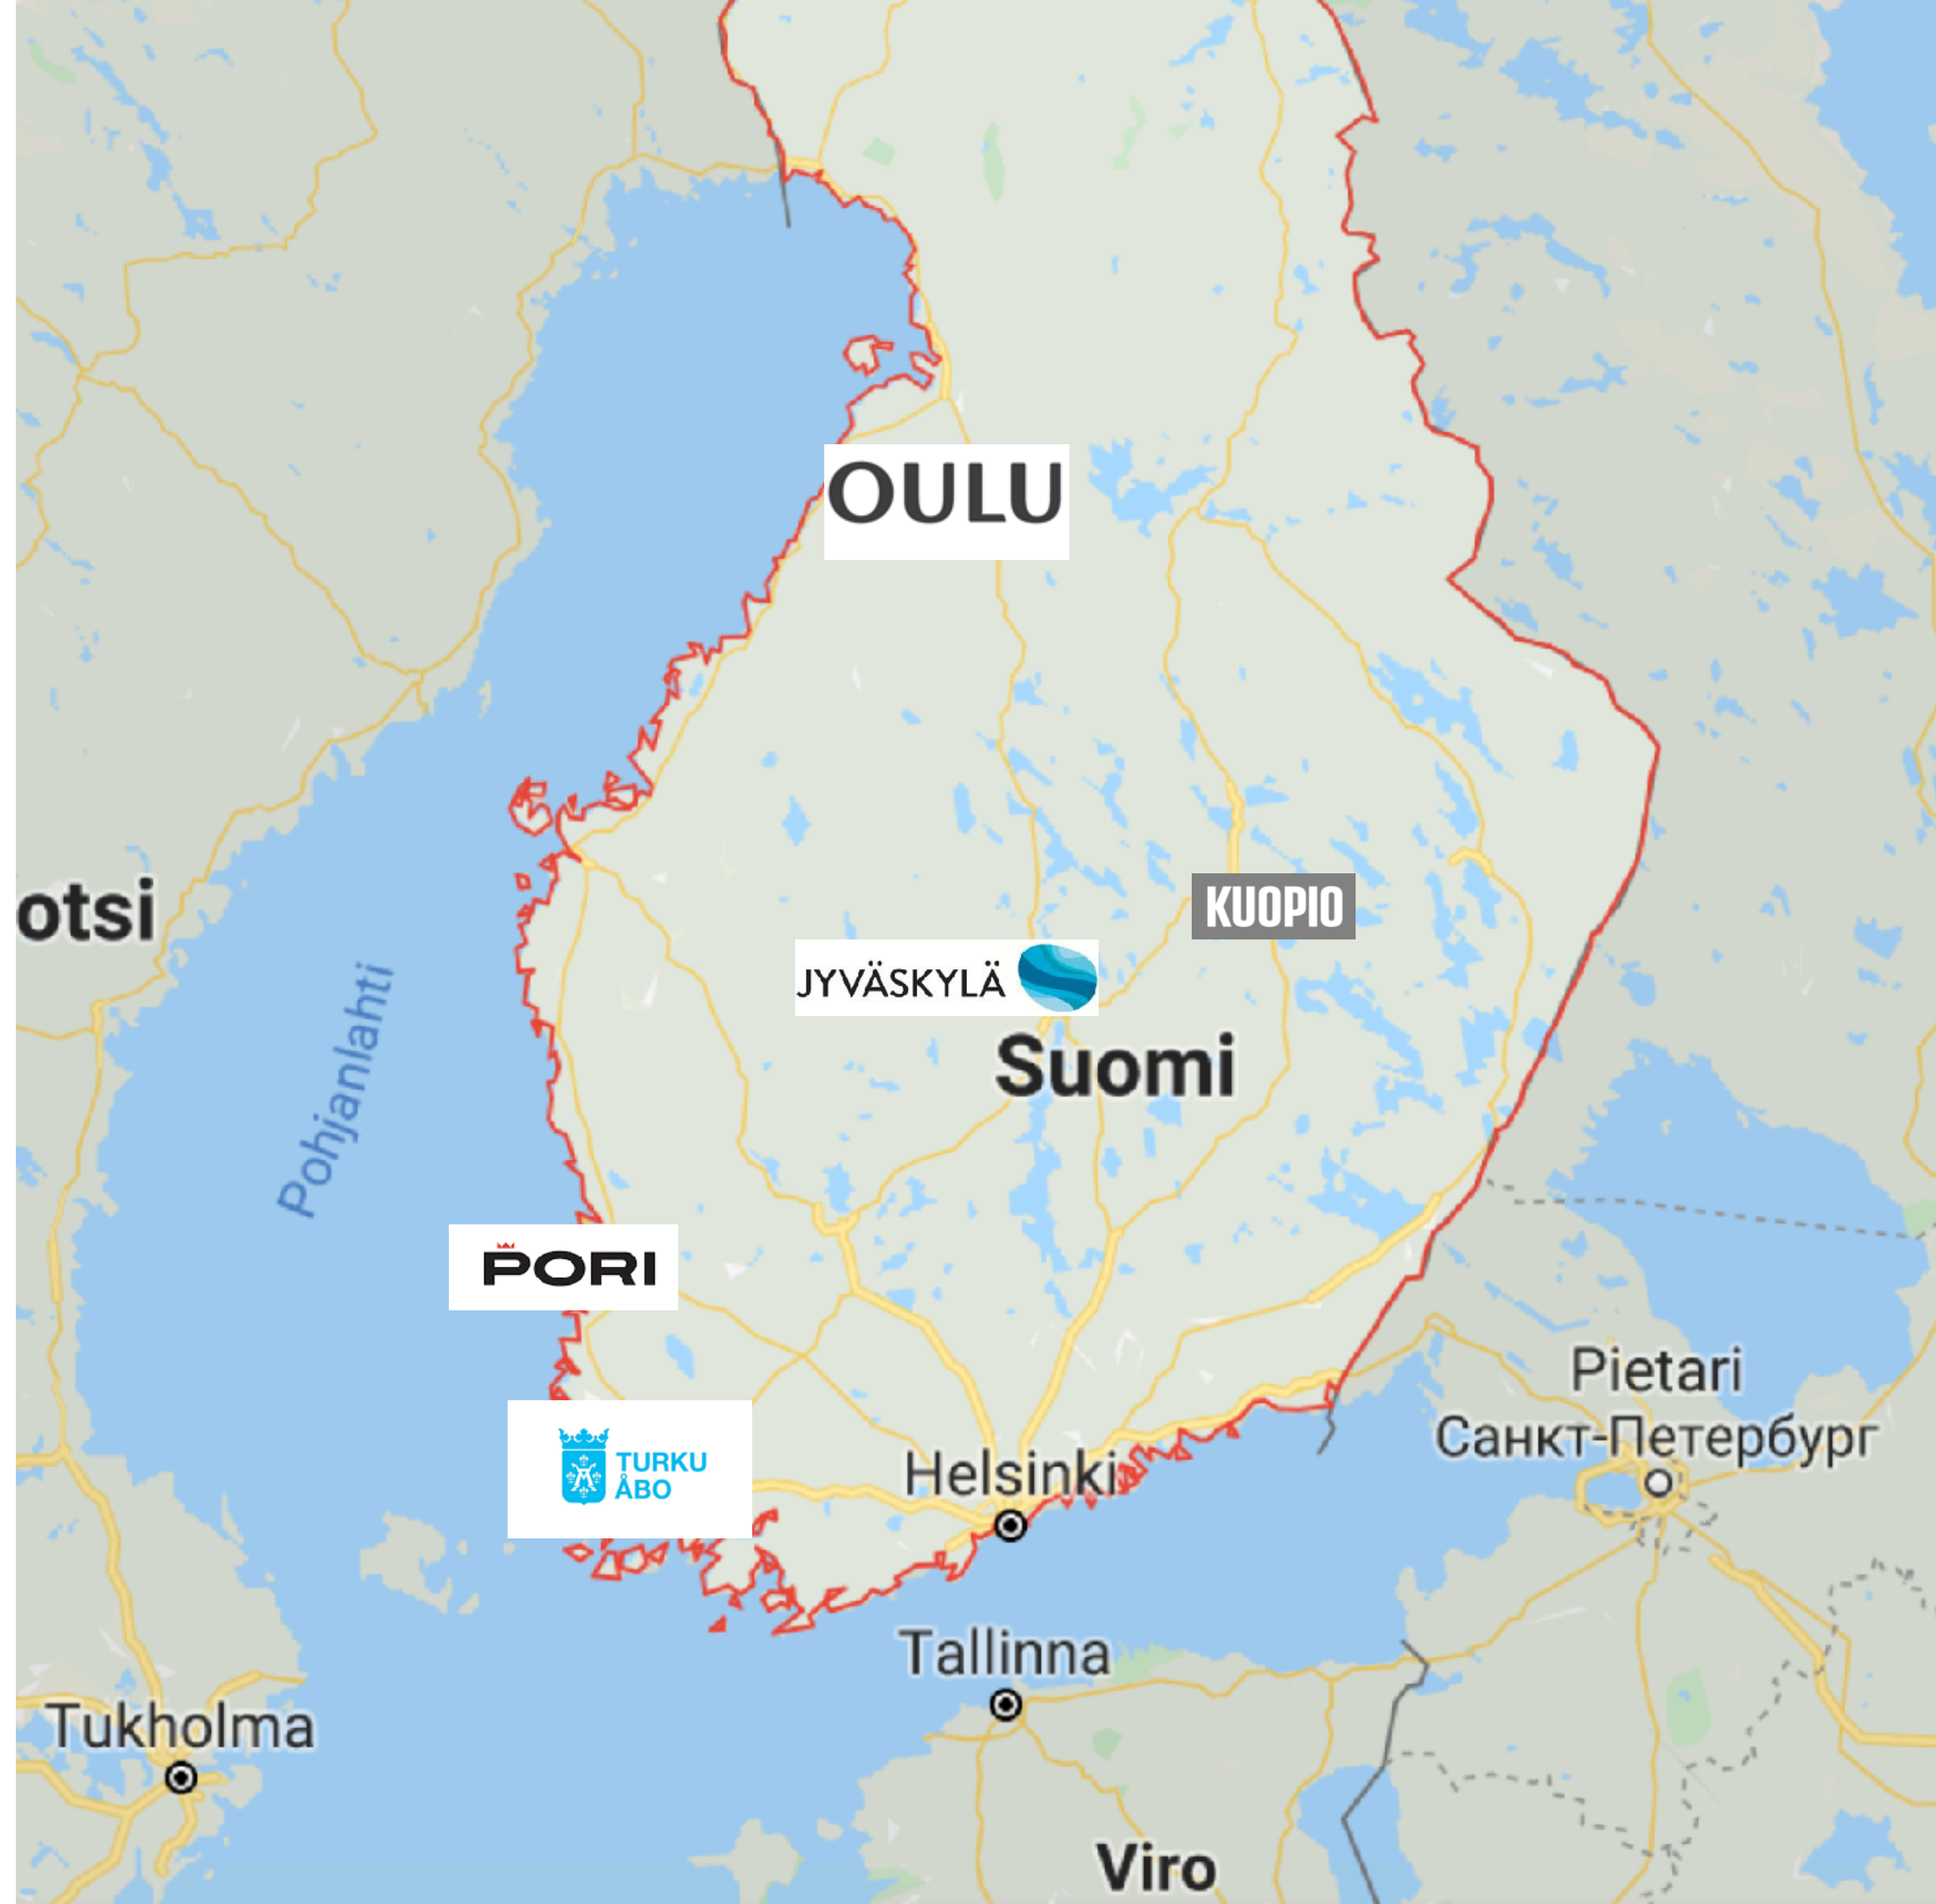 OULU
KUOPIO
otsi
JYVÄSKYLÄ
Suomi
Pohjanlahti
PORI
Pietari
Санкт-Петербург
TURKU
ÅBO
Helsinki
Tallinna
Tukholma
Viro